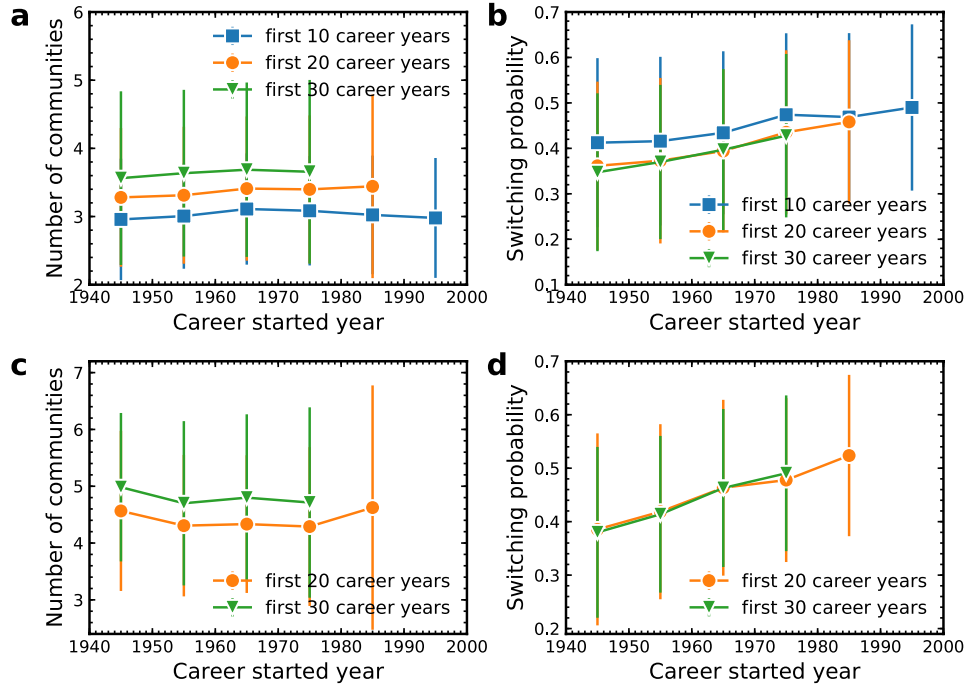 a
6
5
4
3
2
Number of communities
first 10 career years
first 20 career years
first 30 career years
1940 1950 1960 1970 1980 1990 2000
Career started year
b
0.7
0.6
0.5
0.4
0.3
0.2
0.1
Switching probability
first 10 career years
first 20 career years
first 30 career years
1940 1950 1960 1970 1980 1990 2000
Career started year
c
7
6
5
4
3
Number of communities
first 20 career years
first 30 career years
1940 1950 1960 1970 1980 1990 2000
Career started year
d
0.7
0.6
0.5
0.4
0.3
0.2
Switching probability
first 20 career years
first 30 career years
1940 1950 1960 1970 1980 1990 2000
Career started year